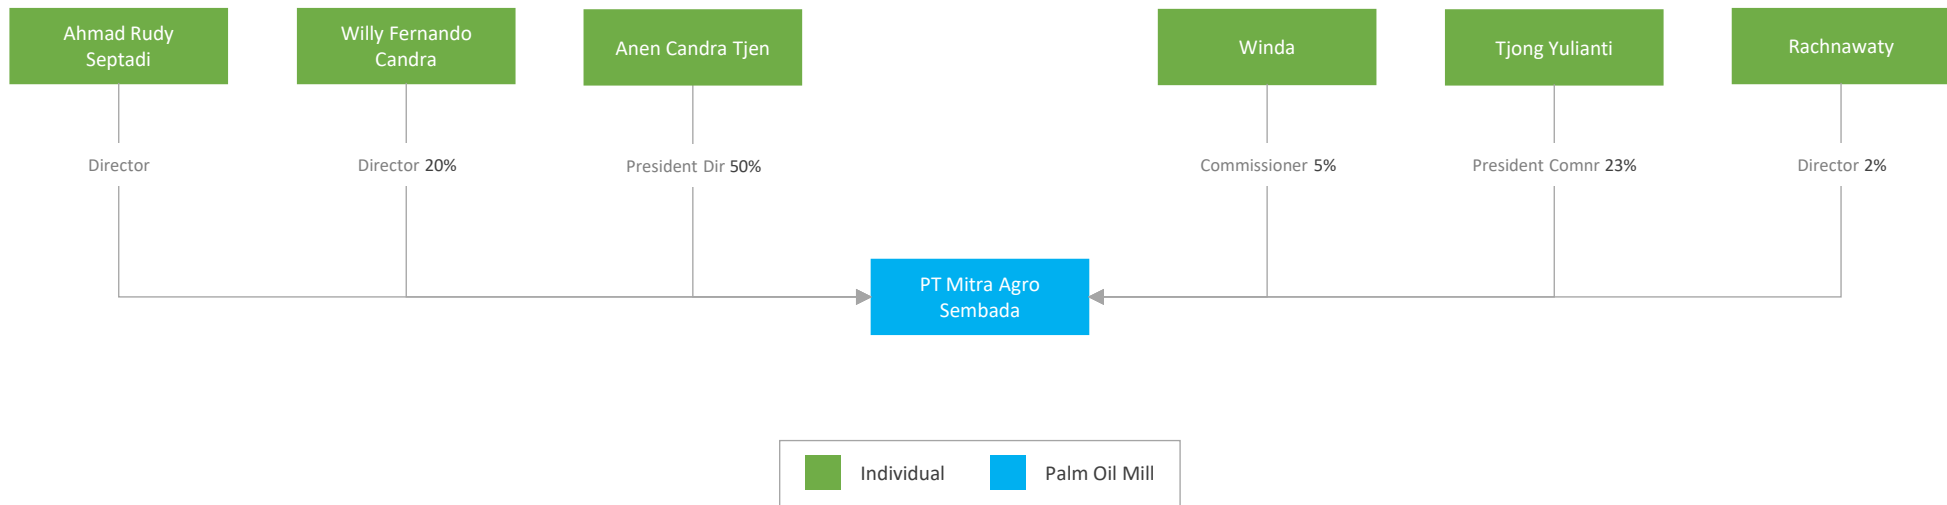 Ahmad Rudy
Septadi
Willy Fernando
Candra
Anen Candra Tjen
Winda
Tjong Yulianti
Rachnawaty
Director
Director 20%
President Dir 50%
Commissioner 5%
President Comnr 23%
Director 2%
PT Mitra Agro
Sembada
Individual
Palm Oil Mill